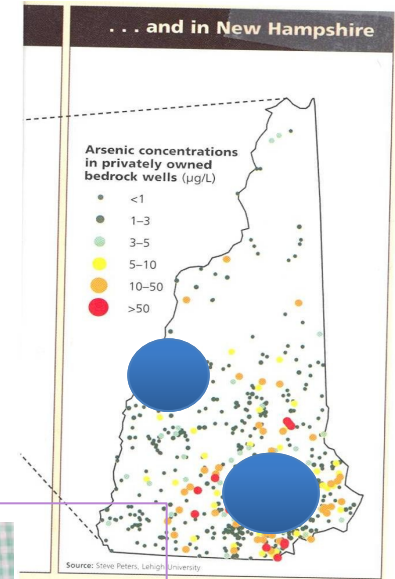 . . . and in New Hampshire
Arsenic concentrations
in privately owned
bedrock wells (µg/L)
<1
1–3
3–5
5–10
10–50
>50
Source: Steve Peters, Lehigh University